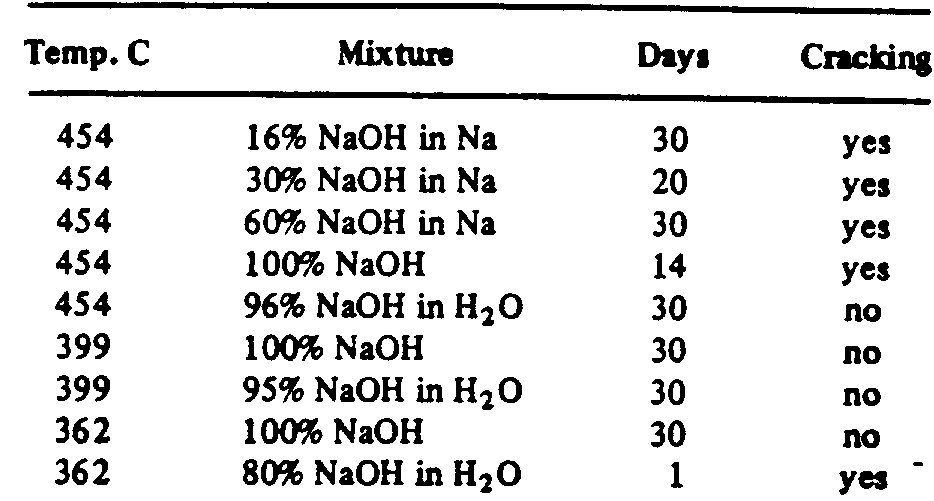 Temp. C Mixture Days Cracking
454 16% NaOH in Na 30 yes
454 30% NaOH in Na 20 yes
454 60% NaOH in Na 30 yes
454 100% NaOH 14 yes
454 96% NaOH in H₂O 30 no
399 100% NaOH 30 no
399 95% NaOH in H₂O 30 no
362 100% NaOH 30 no
362 80% NaOH in H₂O 1 yes